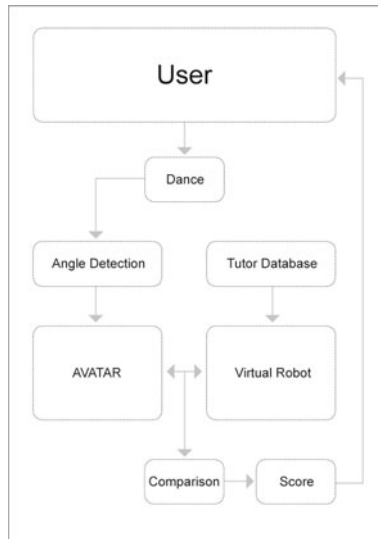 User
Dance
Angle Detection
Tutor Database
AVATAR
Virtual Robot
Comparison
Score